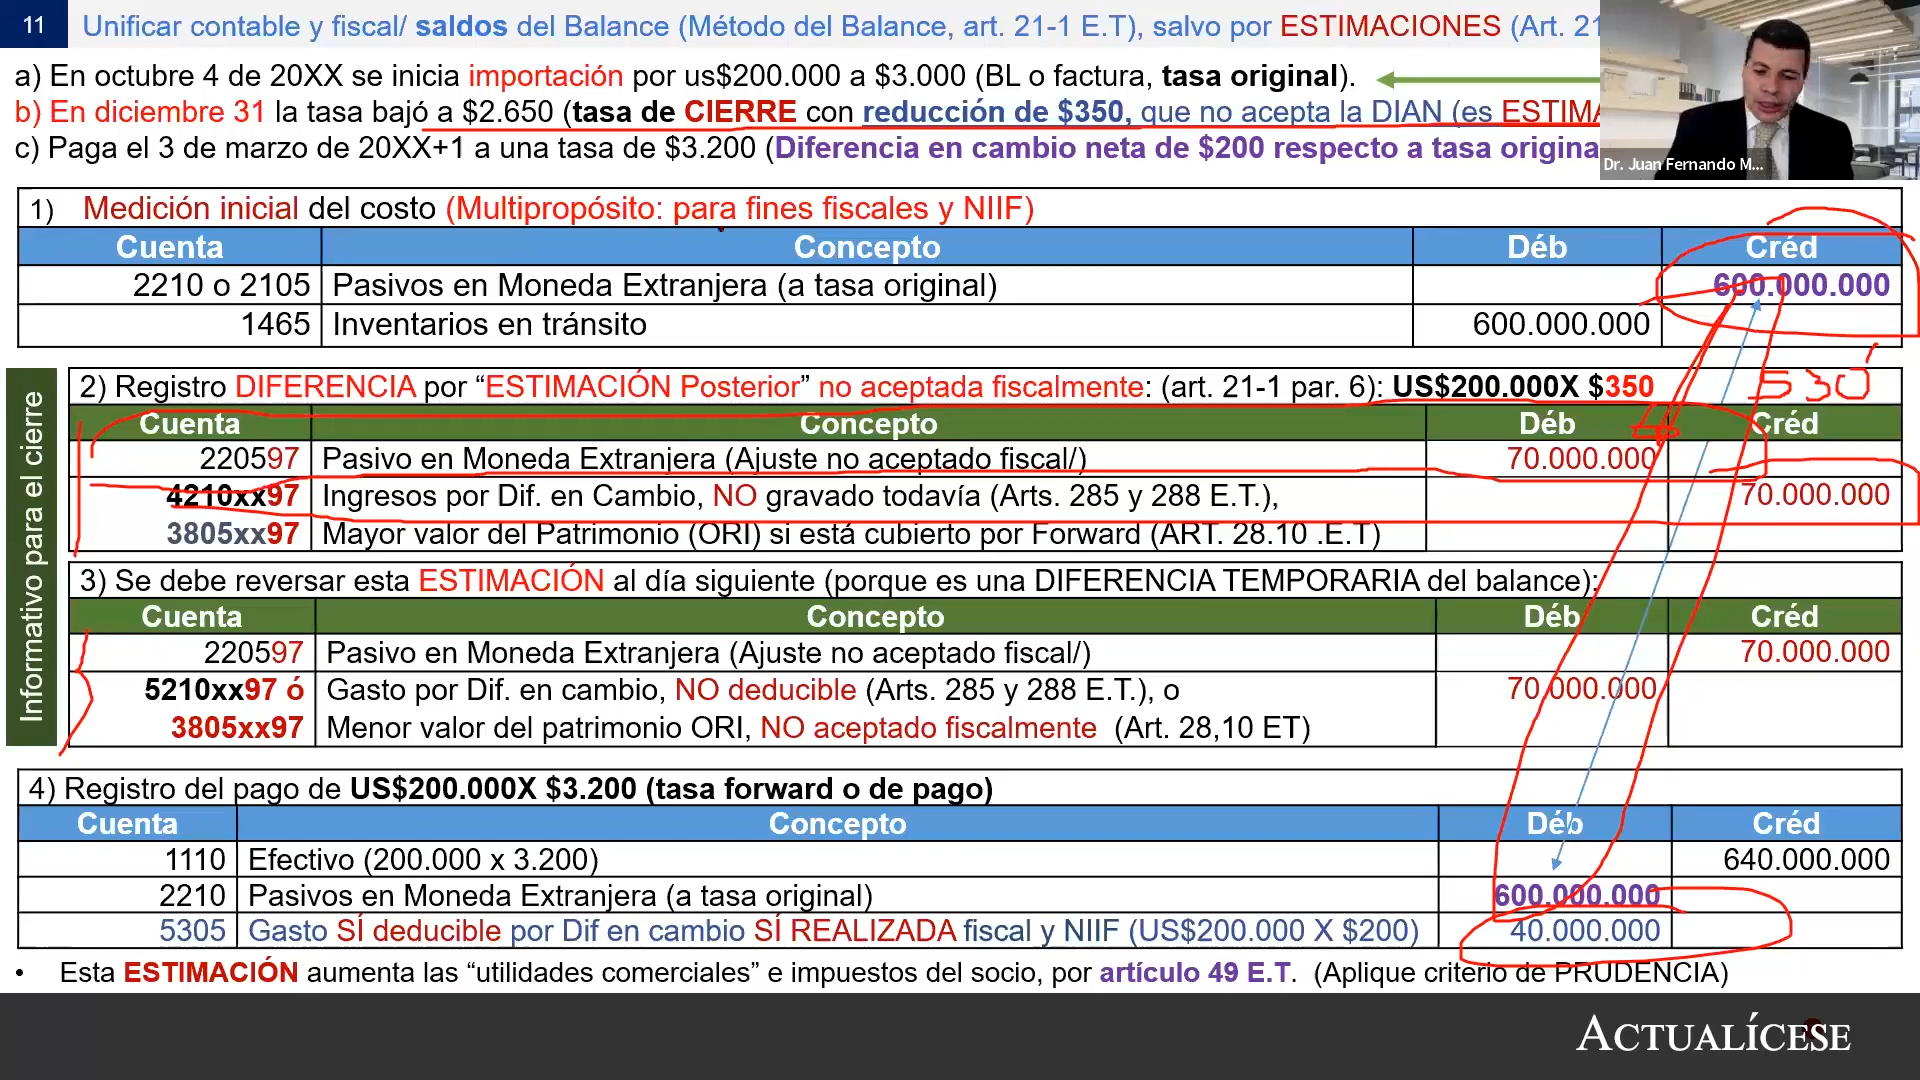 11
Unificar contable y fiscal/ saldos del Balance (Método del Balance, art. 21-1 E.T), salvo por ESTIMACIONES (Art. 21
a) En octubre 4 de 20XX se inicia importación por us$200.000 a $3.000 (BL o factura, tasa original).
b) En diciembre 31 la tasa bajó a $2.650 (tasa de CIERRE con reducción de $350, que no acepta la DIAN (es ESTIMA
c) Paga el 3 de marzo de 20XX+1 a una tasa de $3.200 (Diferencia en cambio neta de $200 respecto a tasa origina
Dr. Juan Fernando M...
1) Medición inicial del costo (Multipropósito: para fines fiscales y NIIF)
Cuenta Concepto Déb Créd
2210 o 2105 Pasivos en Moneda Extranjera (a tasa original) 600.000.000
1465 Inventarios en tránsito 600.000.000
530
Informativo para el cierre
2) Registro DIFERENCIA por “ESTIMACIÓN Posterior” no aceptada fiscalmente: (art. 21-1 par. 6): US$200.000X $350
Cuenta Concepto Déb Créd
220597 Pasivo en Moneda Extranjera (Ajuste no aceptado fiscal/) 70.000.000
4210xx97 Ingresos por Dif. en Cambio, NO gravado todavía (Arts. 285 y 288 E.T.), 70.000.000
3805xx97 Mayor valor del Patrimonio (ORI) si está cubierto por Forward (ART. 28.10 .E.T)
3) Se debe reversar esta ESTIMACIÓN al día siguiente (porque es una DIFERENCIA TEMPORARIA del balance):
Cuenta Concepto Déb Créd
220597 Pasivo en Moneda Extranjera (Ajuste no aceptado fiscal/) 70.000.000
5210xx97 ó Gasto por Dif. en cambio, NO deducible (Arts. 285 y 288 E.T.), o 70.000.000
3805xx97 Menor valor del patrimonio ORI, NO aceptado fiscalmente (Art. 28,10 ET)
4) Registro del pago de US$200.000X $3.200 (tasa forward o de pago)
Cuenta Concepto Déb Créd
1110 Efectivo (200.000 x 3.200) 640.000.000
2210 Pasivos en Moneda Extranjera (a tasa original) 600.000.000
5305 Gasto SÍ deducible por Dif en cambio SÍ REALIZADA fiscal y NIIF (US$200.000 X $200) 40.000.000
• Esta ESTIMACIÓN aumenta las “utilidades comerciales” e impuestos del socio, por artículo 49 E.T. (Aplique criterio de PRUDENCIA)
ACTUALÍCESE